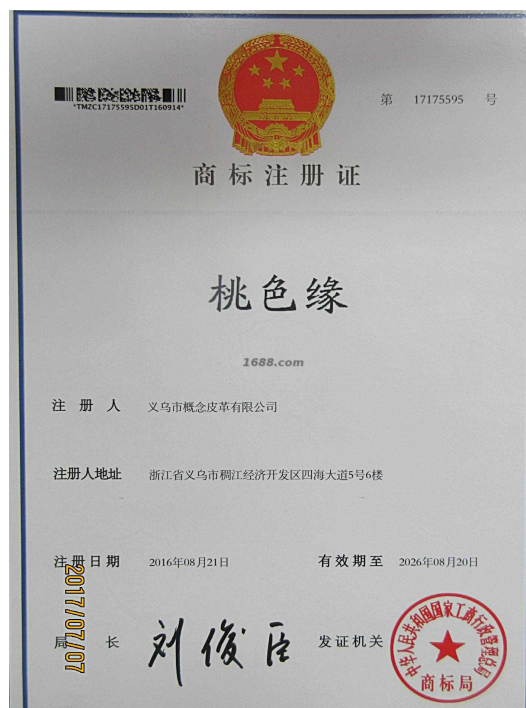 *TMZC17175595D01T160914*
第 17175595 号
商标注册证
桃色缘
1688.com
注册人 义乌市概念皮革有限公司
注册人地址 浙江省义乌市稠江经济开发区四海大道5号6楼
注册日期 2016年08月21日 有效期至 2026年08月20日
局长 刘俊臣 发证机关
中华人民共和国国家工商行政管理总局
商标局
2017/07/07